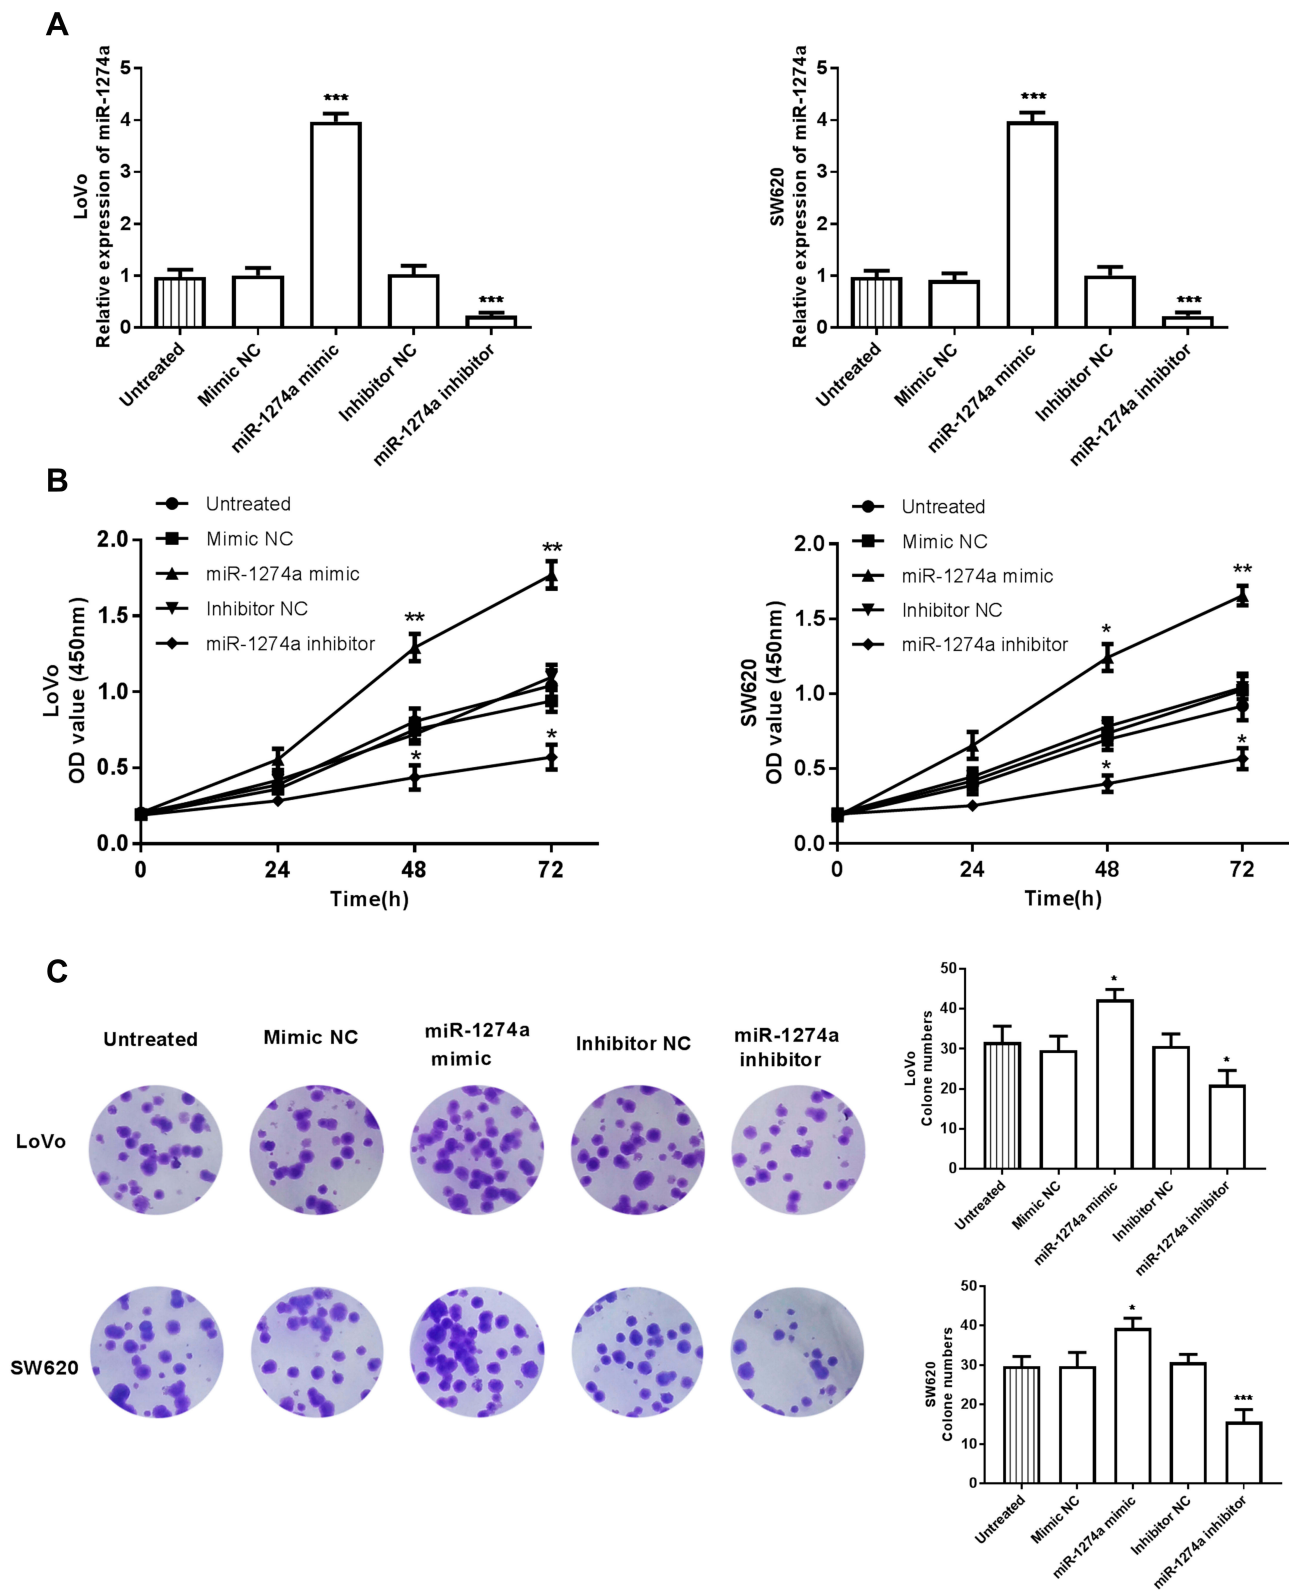 A
LoVo
Relative expression of miR-1274a
5
4
3
2
1
0
***
***
Untreated
Mimic NC
miR-1274a mimic
Inhibitor NC
miR-1274a inhibitor
SW620
Relative expression of miR-1274a
5
4
3
2
1
0
***
***
Untreated
Mimic NC
miR-1274a mimic
Inhibitor NC
miR-1274a inhibitor
B
Untreated
Mimic NC
miR-1274a mimic
Inhibitor NC
miR-1274a inhibitor
LoVo
OD value (450nm)
2.0
1.5
1.0
0.5
0.0
**
**
*
*
0
24
48
72
Time(h)
Untreated
Mimic NC
miR-1274a mimic
Inhibitor NC
miR-1274a inhibitor
SW620
OD value (450nm)
2.0
1.5
1.0
0.5
0.0
*
**
*
*
0
24
48
72
Time(h)
C
Untreated
Mimic NC
miR-1274a
mimic
Inhibitor NC
miR-1274a
inhibitor
LoVo
SW620
LoVo
Colone numbers
50
40
30
20
10
0
*
*
Untreated
Mimic NC
miR-1274a mimic
Inhibitor NC
miR-1274a inhibitor
SW620
Colone numbers
50
40
30
20
10
0
*
***
Untreated
Mimic NC
miR-1274a mimic
Inhibitor NC
miR-1274a inhibitor